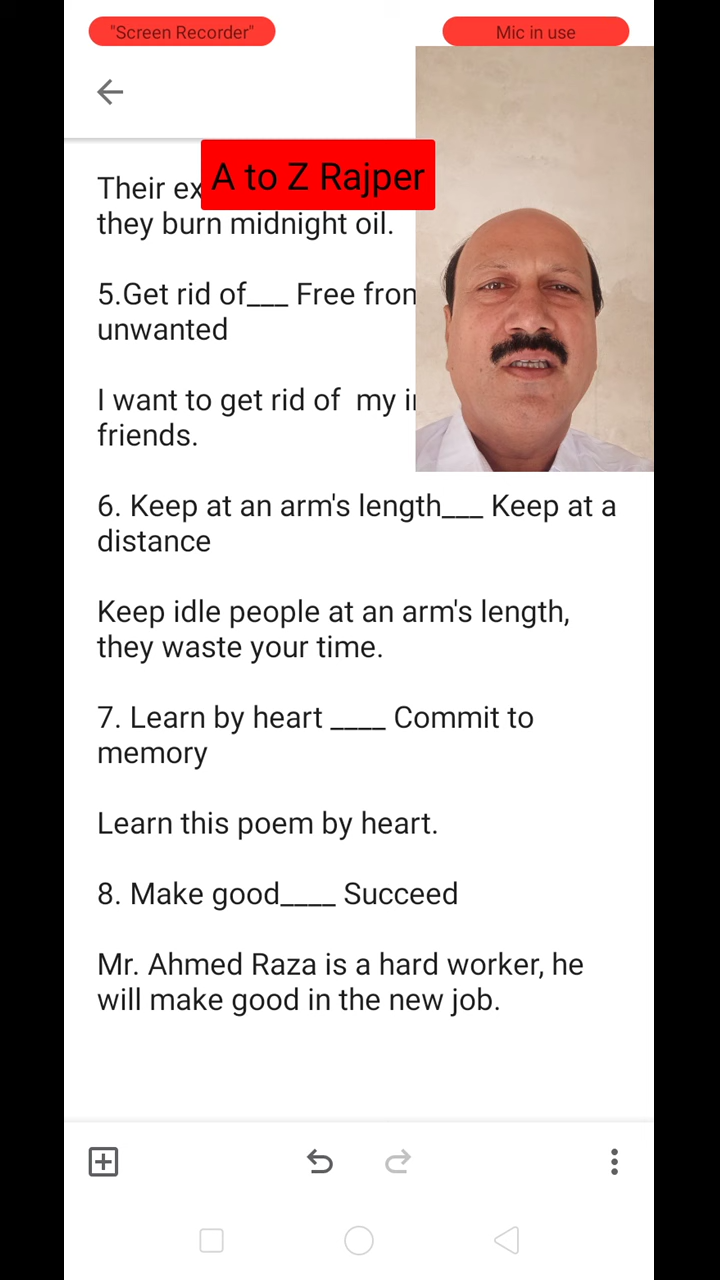 "Screen Recorder"
Mic in use
A to Z Rajper
Their
they burn midnight oil.
5.Get rid of___ Free
unwanted
I want to get rid of  my
friends.
6. Keep at an arm's length___ Keep at a
distance
Keep idle people at an arm's length,
they waste your time.
7. Learn by heart ____ Commit to
memory
Learn this poem by heart.
8. Make good____ Succeed
Mr. Ahmed Raza is a hard worker, he
will make good in the new job.